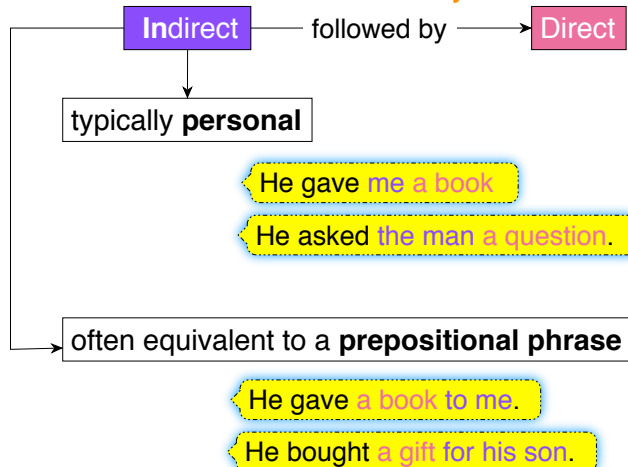 Indirect followed by Direct
typically personal
He gave me a book
He asked the man a question.
often equivalent to a prepositional phrase
He gave a book to me.
He bought a gift for his son.